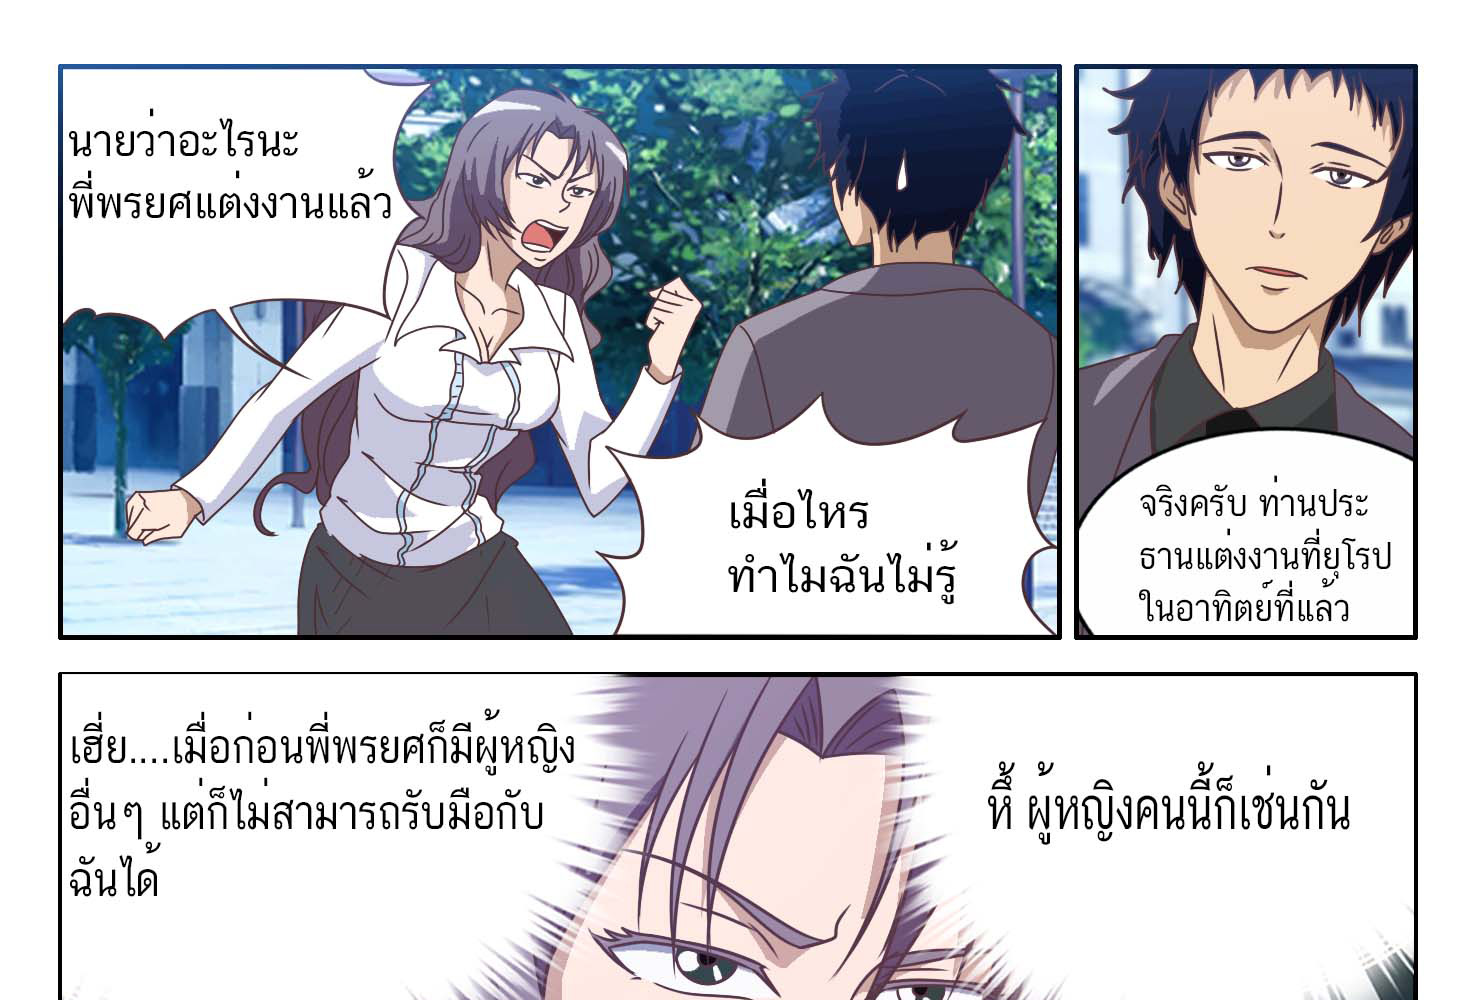 นายว่าอะไรนะ
พี่พรยศแต่งงานแล้ว
เมื่อไหร
ทำไมฉันไม่รู้
จริงครับ ท่านประ
ธานแต่งงานที่ยุโรป
ในอาทิตย์ที่แล้ว
เฮี่ย....เมื่อก่อนพี่พรยศก็มีผู้หญิง
อื่นๆ แต่ก็ไม่สามารถรับมือกับ
ฉันได้
หึ้ ผู้หญิงคนนี้ก็เช่นกัน